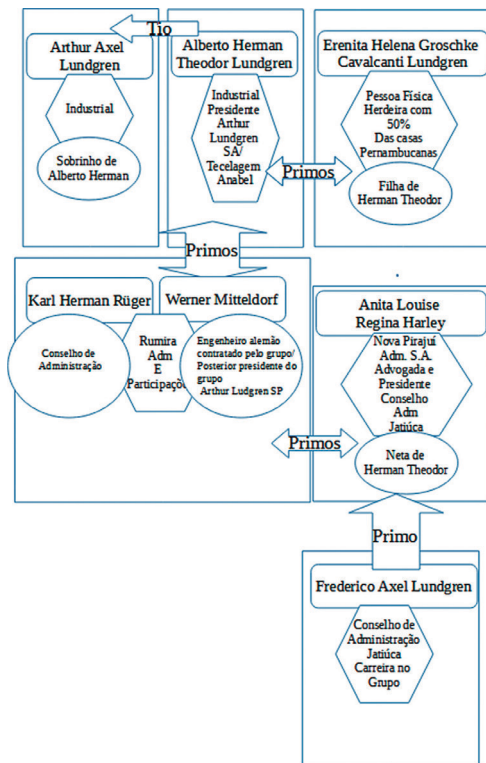 Arthur Axel
Lundgren
Industrial
Sobrinho de
Alberto Herman
Tio
Alberto Herman
Theodor Lundgren
Industrial
Presidente
Arthur
Lundgren
SA/
Tecelagem
Anabel
Primos
Erenita Helena Groschke
Cavalcanti Lundgren
Pessoa Física
Herdeira com
50%
Das casas
Pernambucanas
Filha de
Herman Theodor
Primos
Karl Herman Rüger
Conselho de
Administração
Rumira
Adm
E
Participaçõe
Werner Mitteldorf
Engenheiro alemão
contratado pelo grupo/
Posterior presidente do
grupo
Arthur Ludgren SP
Primos
Anita Louise
Regina Harley
Nova Pirajuí
Adm. S.A.
Advogada e
Presidente
Conselho
Adm
Jatiúca
Neta de
Herman Theodor
Primo
Frederico Axel Lundgren
Conselho de
Administração
Jatiúca
Carreira no
Grupo